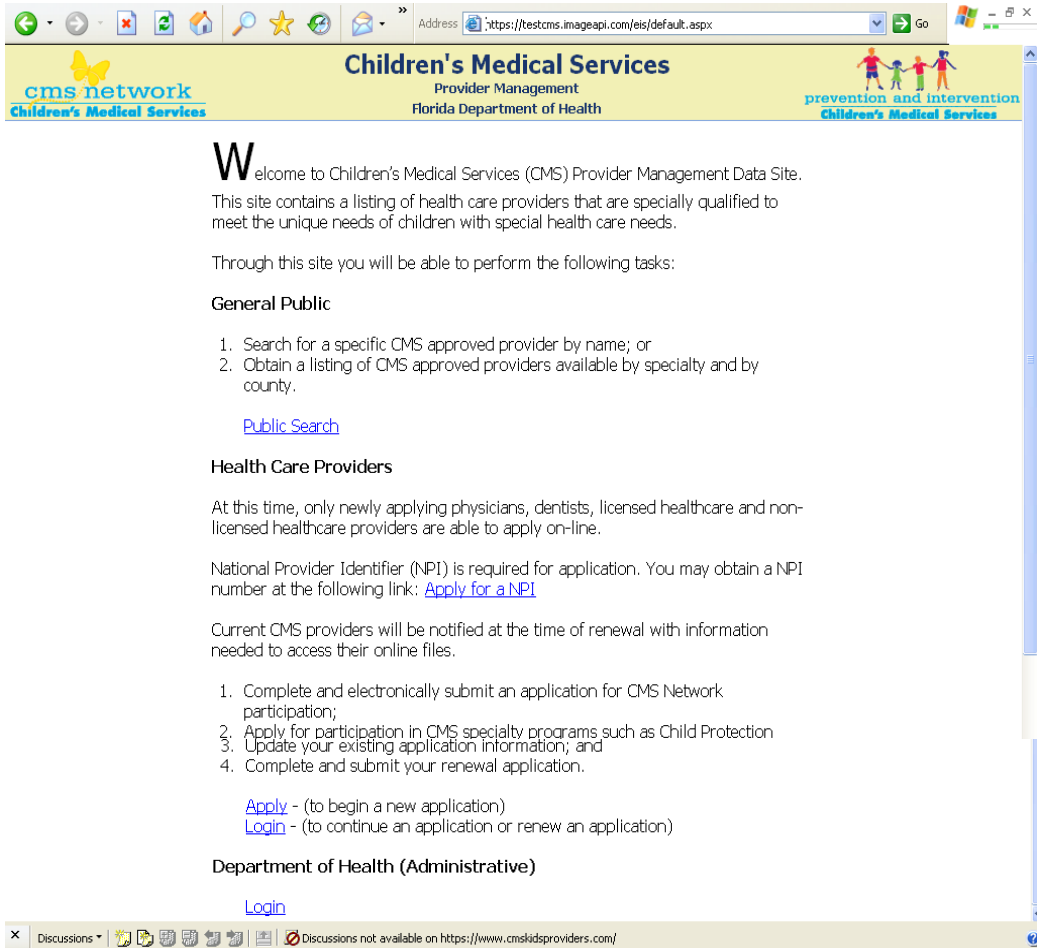 Address https://testcms.imageapi.com/eis/default.aspx Go
cms network
Children's Medical Services
Children's Medical Services
Provider Management
Florida Department of Health
prevention and intervention
Children's Medical Services
Welcome to Children's Medical Services (CMS) Provider Management Data Site.
This site contains a listing of health care providers that are specially qualified to
meet the unique needs of children with special health care needs.
Through this site you will be able to perform the following tasks:
General Public
1. Search for a specific CMS approved provider by name; or
2. Obtain a listing of CMS approved providers available by specialty and by
county.
Public Search
Health Care Providers
At this time, only newly applying physicians, dentists, licensed healthcare and non-
licensed healthcare providers are able to apply on-line.
National Provider Identifier (NPI) is required for application. You may obtain a NPI
number at the following link: Apply for a NPI
Current CMS providers will be notified at the time of renewal with information
needed to access their online files.
1. Complete and electronically submit an application for CMS Network
participation;
2. Apply for participation in CMS specialty programs such as Child Protection
3. Update your existing application information; and
4. Complete and submit your renewal application.
Apply - (to begin a new application)
Login - (to continue an application or renew an application)
Department of Health (Administrative)
Login
Discussions Discussions not available on https://www.cmskidsproviders.com/